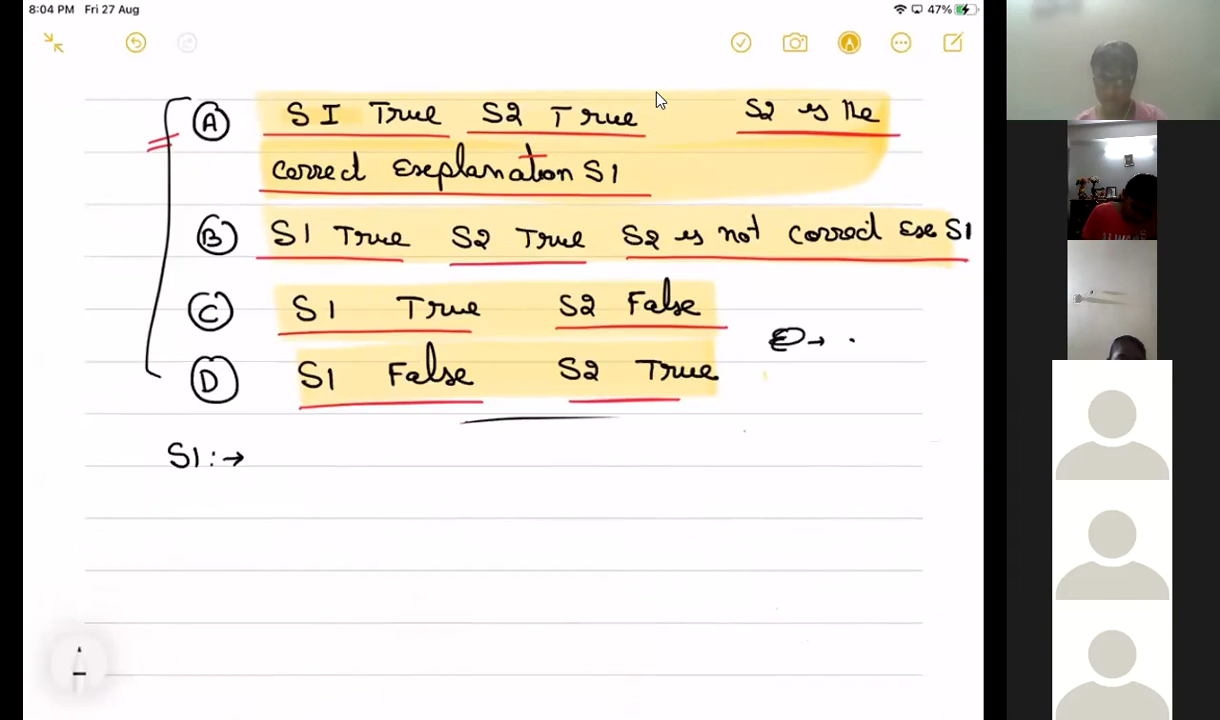 8:04 PM Fri 27 Aug
47%
A S I True S2 True S2 is the
correct Explanation S1
B S1 True S2 True S2 is not correct Exe S1
C S1 True S2 False
E →
D S1 False S2 True
S1 : →